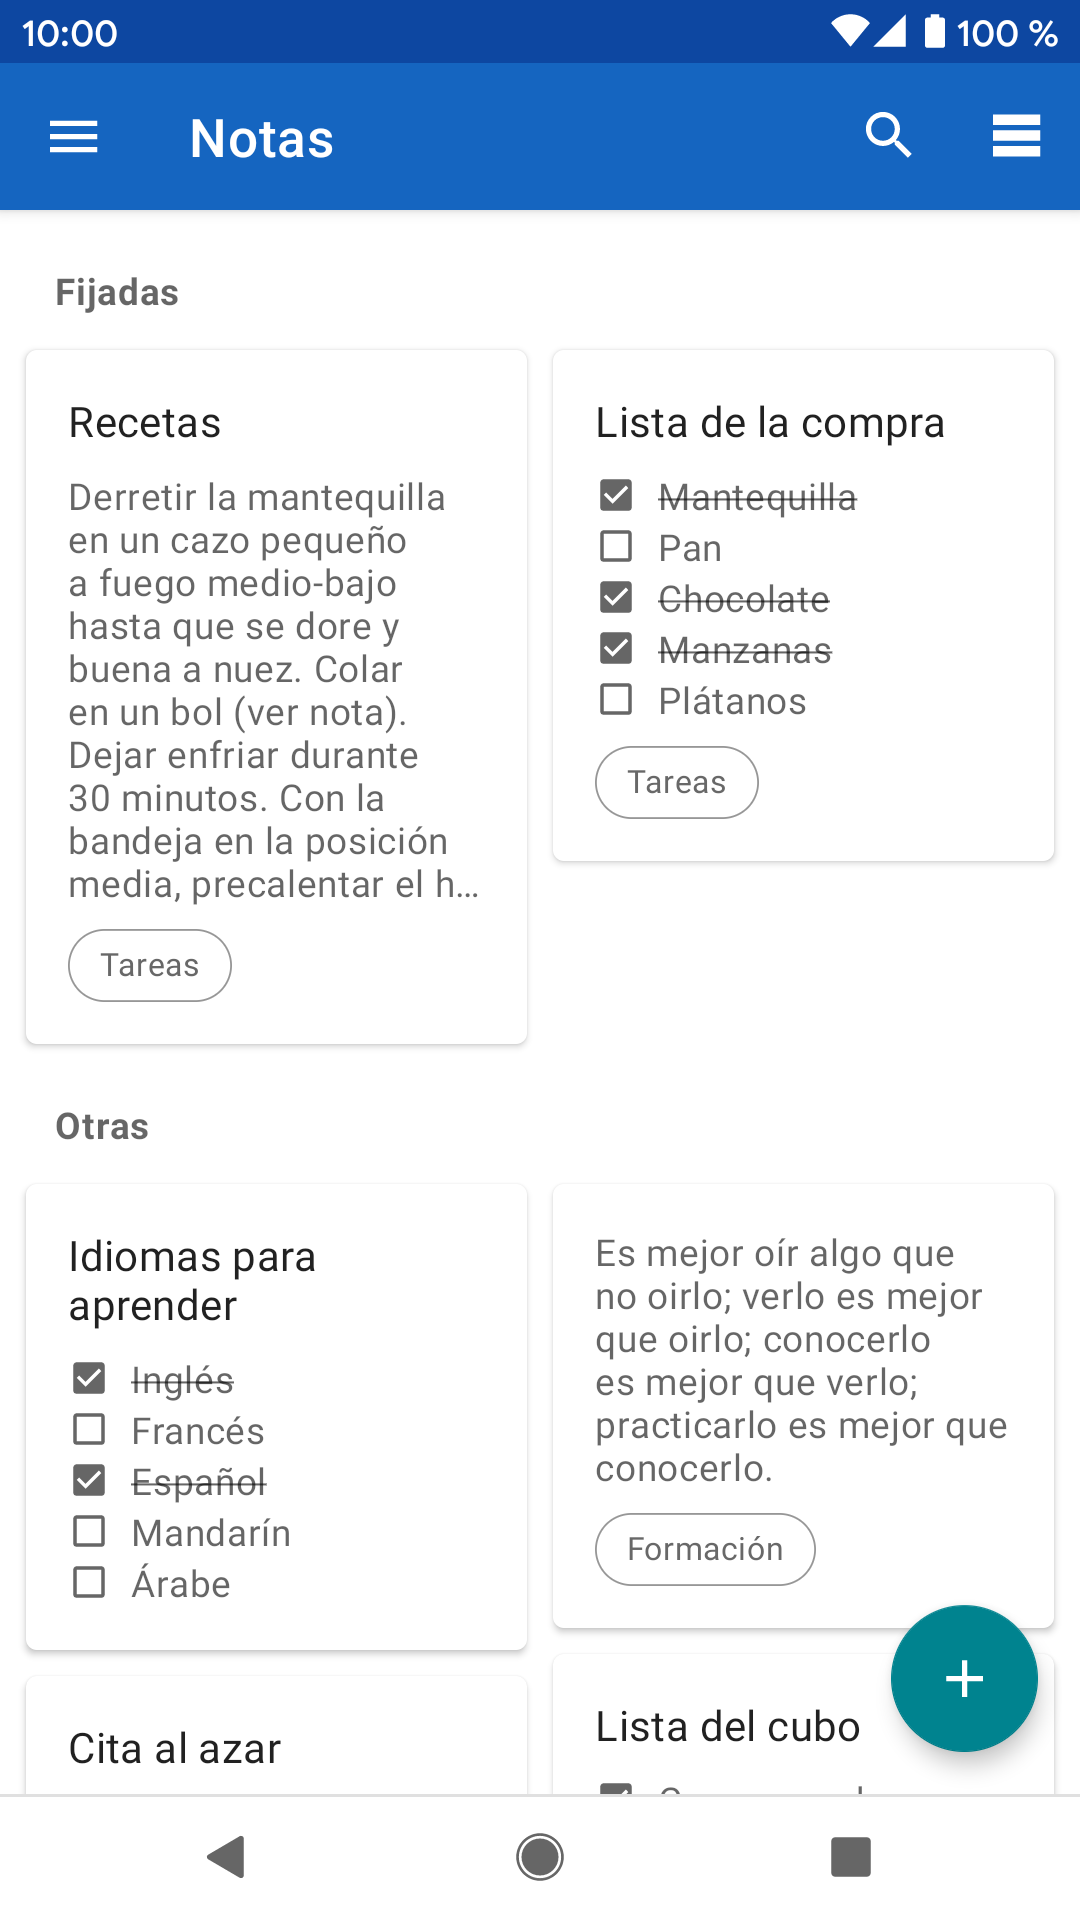 10:00
100 %
Notas
Fijadas
Recetas
Derretir la mantequilla
en un cazo pequeño
a fuego medio-bajo
hasta que se dore y
buena a nuez. Colar
en un bol (ver nota).
Dejar enfriar durante
30 minutos. Con la
bandeja en la posición
media, precalentar el h…
Tareas
Lista de la compra
Mantequilla
Pan
Chocolate
Manzanas
Plátanos
Tareas
Otras
Idiomas para
aprender
Inglés
Francés
Español
Mandarín
Árabe
Es mejor oír algo que
no oirlo; verlo es mejor
que oirlo; conocerlo
es mejor que verlo;
practicarlo es mejor que
conocerlo.
Formación
Cita al azar
Lista del cubo